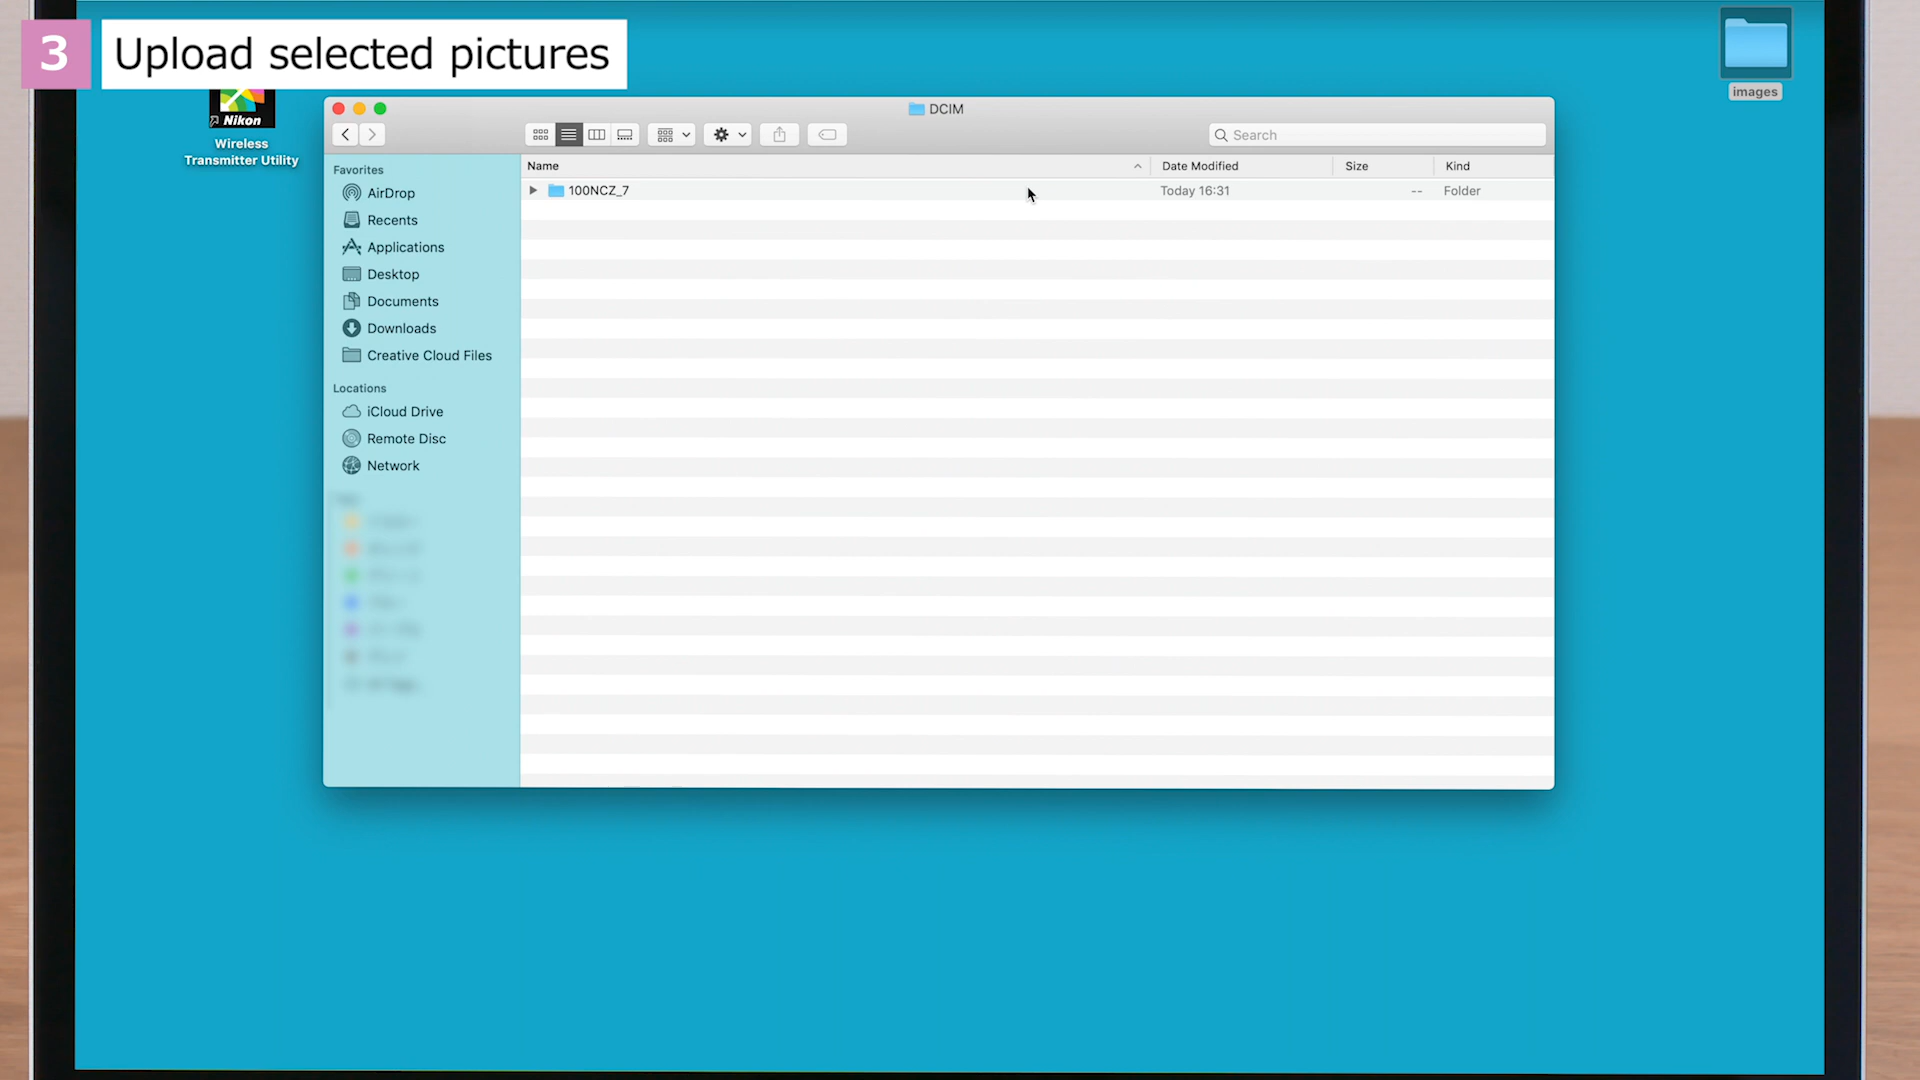 3 Upload selected pictures
images
Nikon
Wireless
Transmitter Utility
DCIM
Search
Favorites
AirDrop
Recents
Applications
Desktop
Documents
Downloads
Creative Cloud Files
Locations
iCloud Drive
Remote Disc
Network
Name Date Modified Size Kind
100NCZ_7 Today 16:31 -- Folder